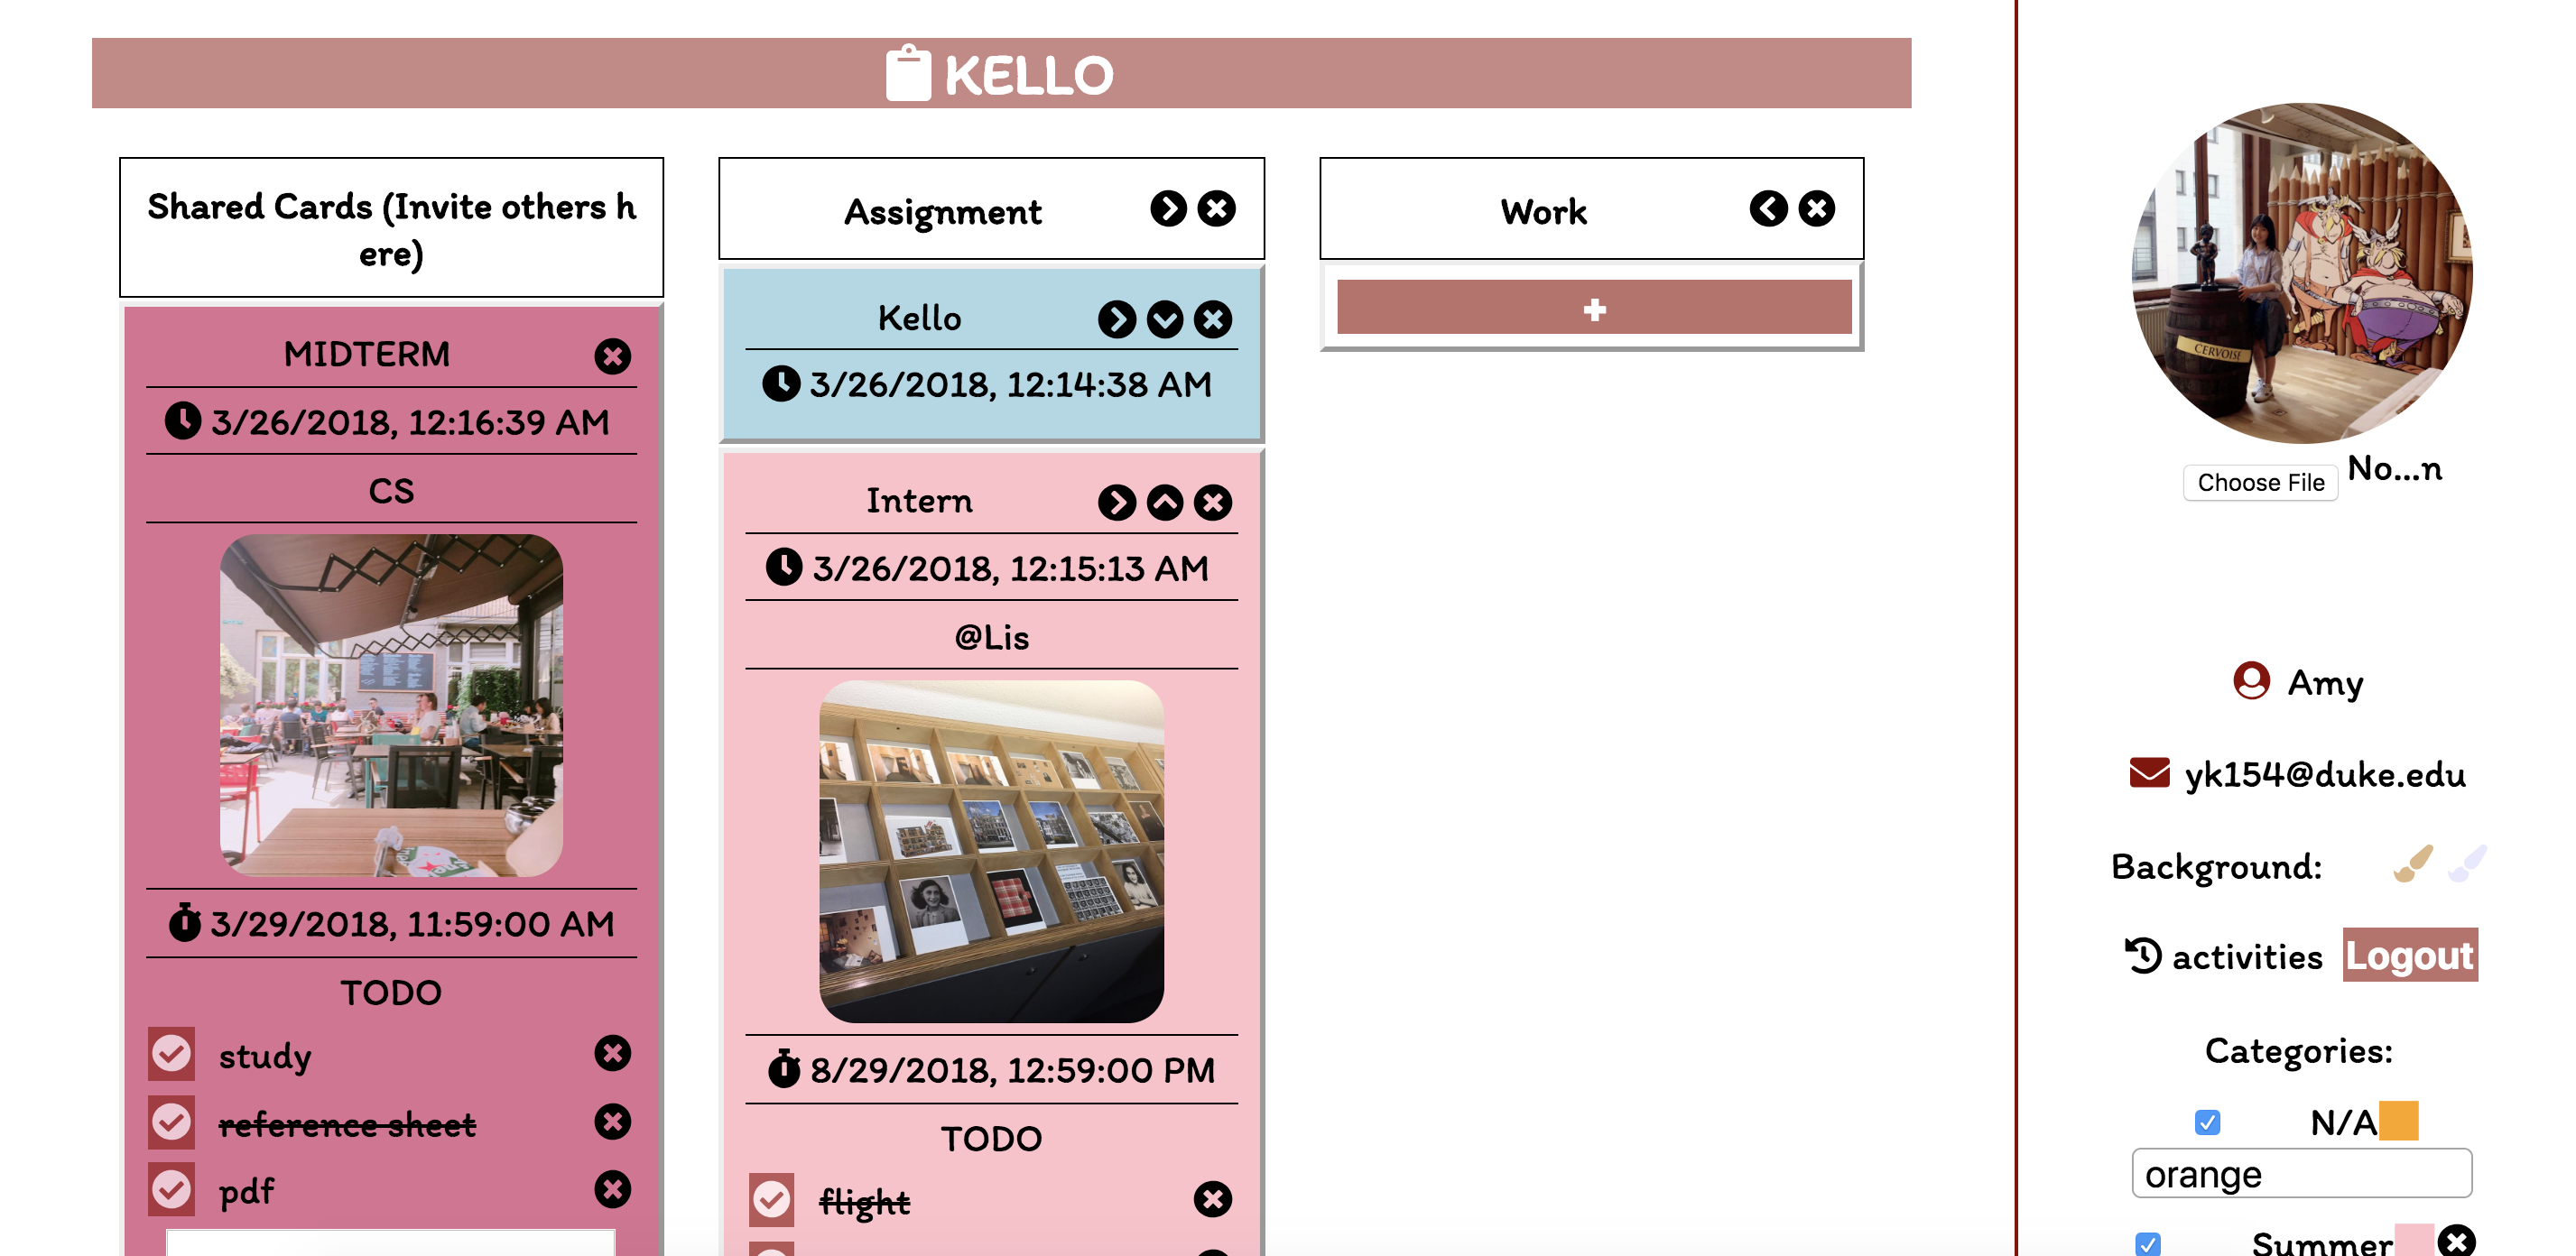 KELLO
Shared Cards (Invite others h
ere)
MIDTERM
3/26/2018, 12:16:39 AM
CS
3/29/2018, 11:59:00 AM
TODO
study
reference sheet
pdf
Assignment
Kello
3/26/2018, 12:14:38 AM
Intern
3/26/2018, 12:15:13 AM
@Lis
8/29/2018, 12:59:00 PM
TODO
flight
Work
CERVOISE
Choose File No...n
Amy
yk154@duke.edu
Background:
activities Logout
Categories:
N/A
orange
Summer